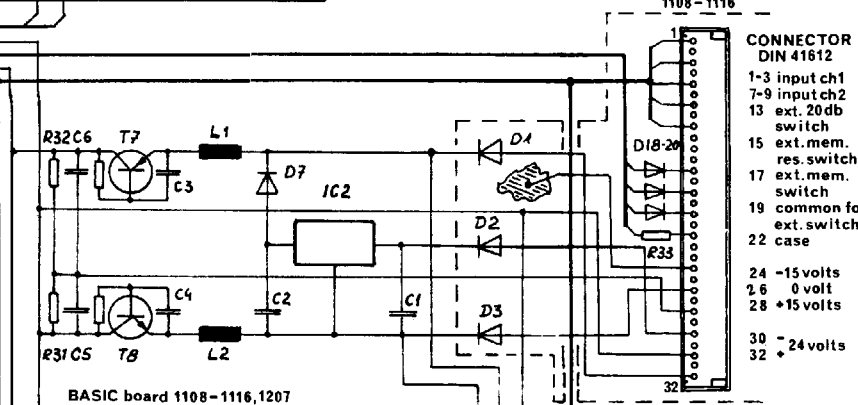 1108-1116
1
CONNECTOR
DIN 41612
1-3 input ch1
7-9 input ch2
13 ext. 20db
switch
15 ext.mem.
res. switch
17 ext.mem.
switch
19 common fo
ext. switch
22 case
24 -15 volts
26 0 volt
28 +15 volts
30 -
32 + 24 volts
32
R32 C6 T7 L1 D1 D18-20
C3 D7 IC2
D2 R33
C4 C2 C1 D3
R31 C5 T8 L2
BASIC board 1108-1116,1207